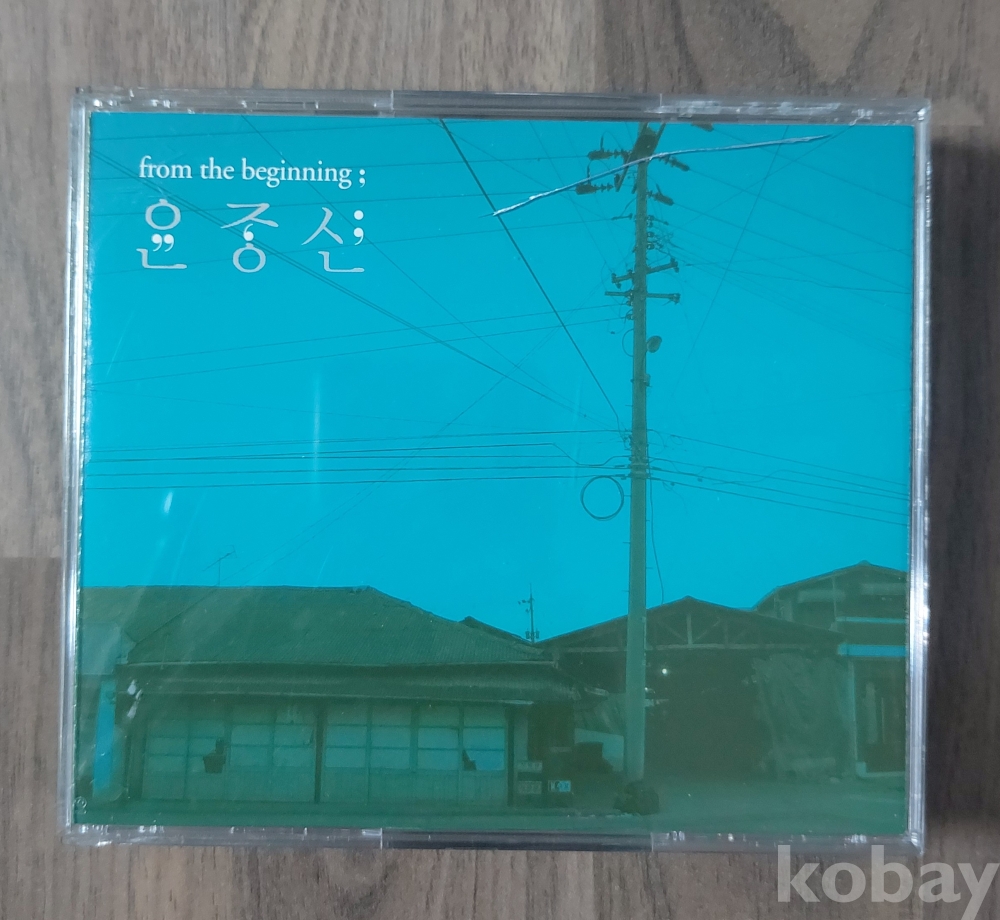 from the beginning ;
윤종신
kobay